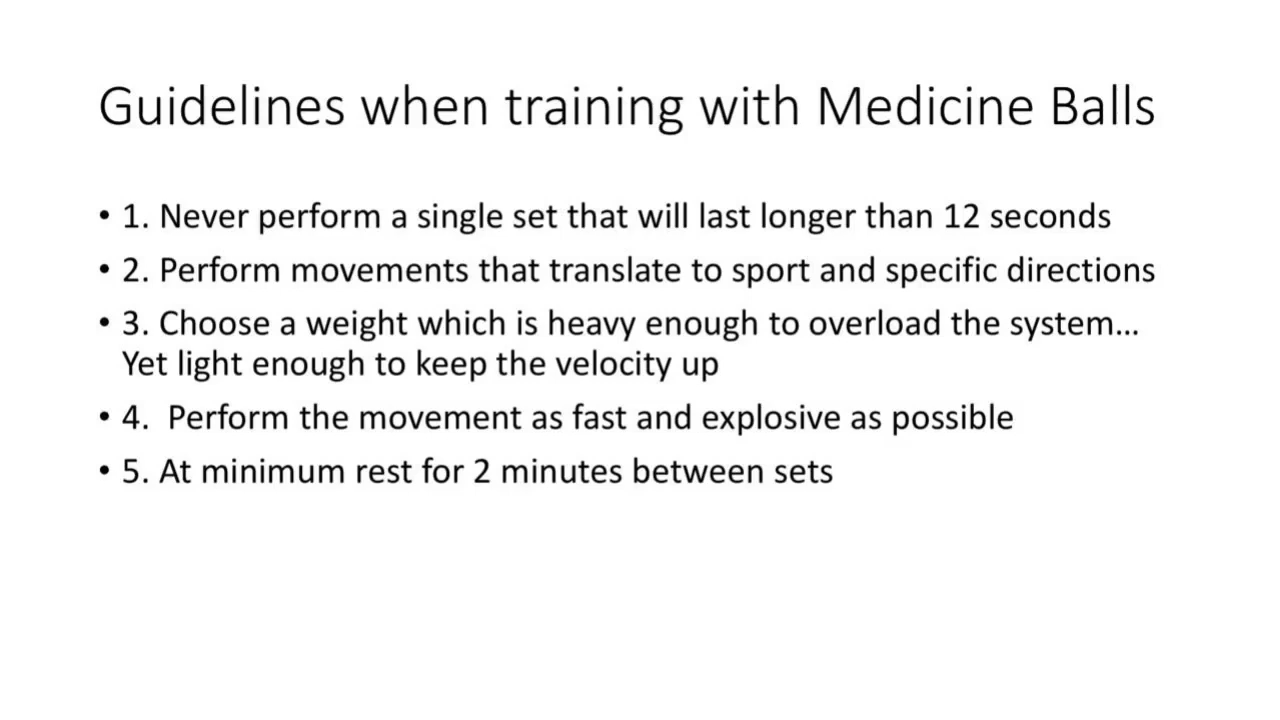 Guidelines when training with Medicine Balls
• 1. Never perform a single set that will last longer than 12 seconds
• 2. Perform movements that translate to sport and specific directions
• 3. Choose a weight which is heavy enough to overload the system…
Yet light enough to keep the velocity up
• 4.  Perform the movement as fast and explosive as possible
• 5. At minimum rest for 2 minutes between sets